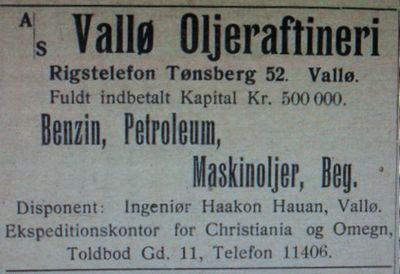 A/S Vallø Oljeraftineri
Rigstelefon Tønsberg 52. Vallø.
Fuldt indbetalt Kapital Kr. 500 000.
Benzin, Petroleum,
Maskinoljer, Beg.
Disponent: Ingeniør Haakon Hauan, Vallø.
Ekspeditionskontor for Christiania og Omegn,
Toldbod Gd. 11, Telefon 11406.